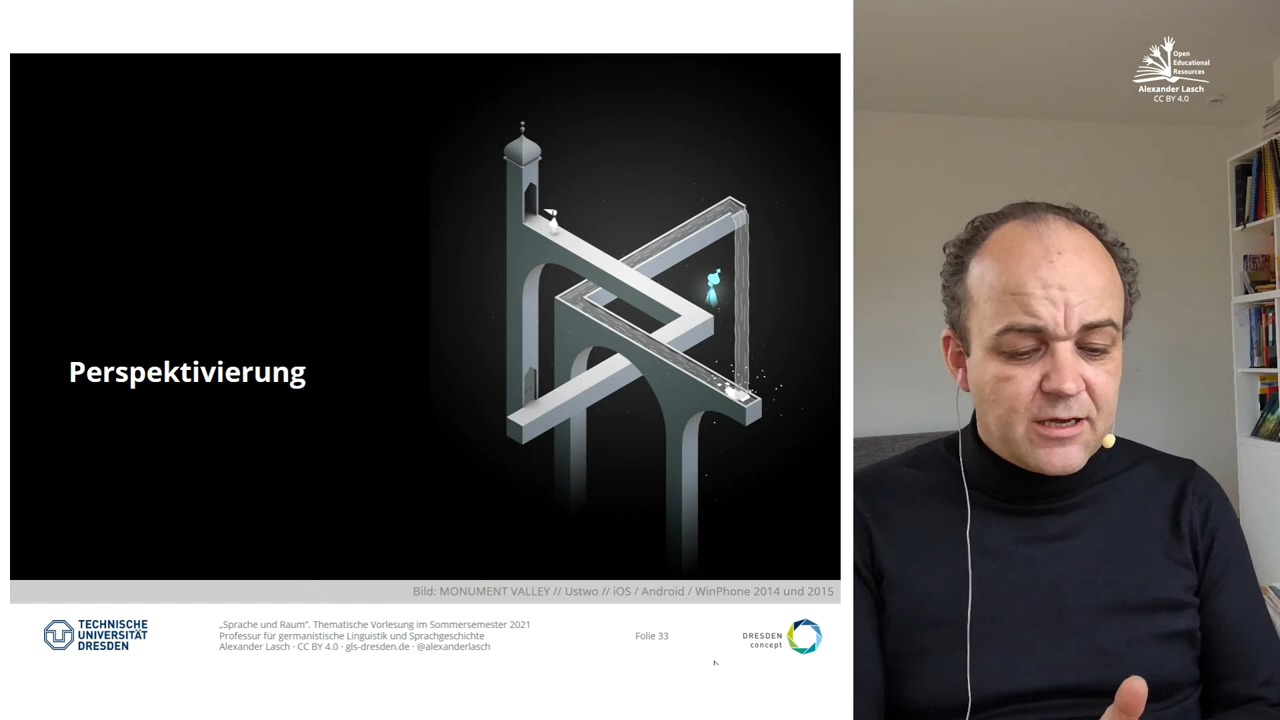 Perspektivierung
Bild: MONUMENT VALLEY // Ustwo // iOS / Android / WinPhone 2014 und 2015
TECHNISCHE
UNIVERSITÄT
DRESDEN
„Sprache und Raum“. Thematische Vorlesung im Sommersemester 2021
Professur für germanistische Linguistik und Sprachgeschichte
Alexander Lasch · CC BY 4.0 · gls-dresden.de · @alexanderlasch
Folie 33
DRESDEN
concept
Open
Educational
Resources
Alexander Lasch
CC BY 4.0